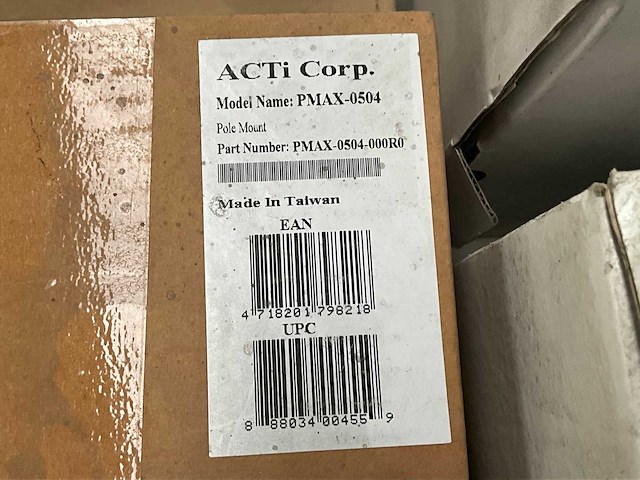 ACTi Corp.
Model Name: PMAX-0504
Pole Mount
Part Number: PMAX-0504-000R0
Made In Taiwan
EAN
4 718201 798218
UPC
8 88034 00455 9